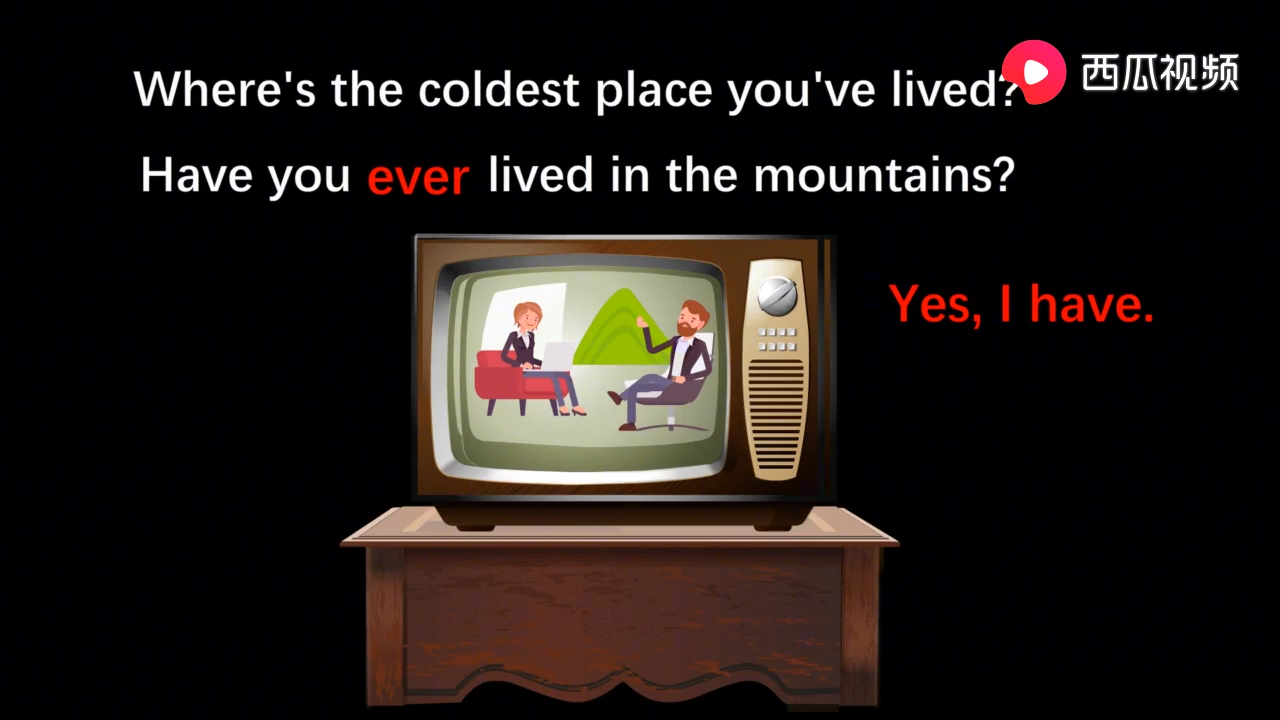 Where's the coldest place you've lived?
西瓜视频
Have you ever lived in the mountains?
Yes, I have.